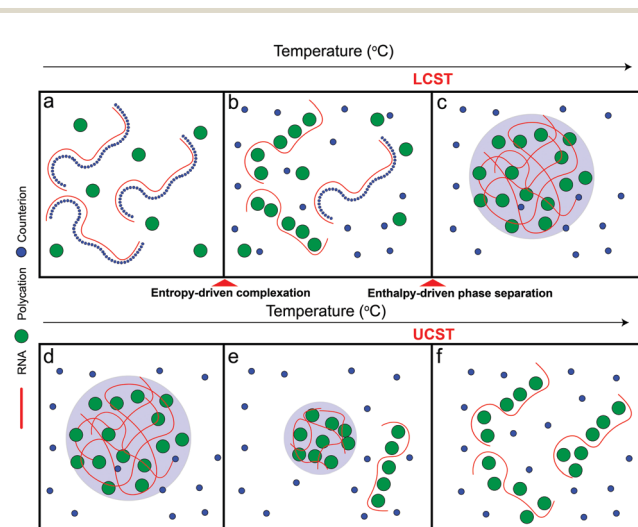 Temperature (°C)
LCST
a
b
c
Entropy-driven complexation
Enthalpy-driven phase separation
Temperature (°C)
UCST
d
e
f
RNA Polycation Counterion